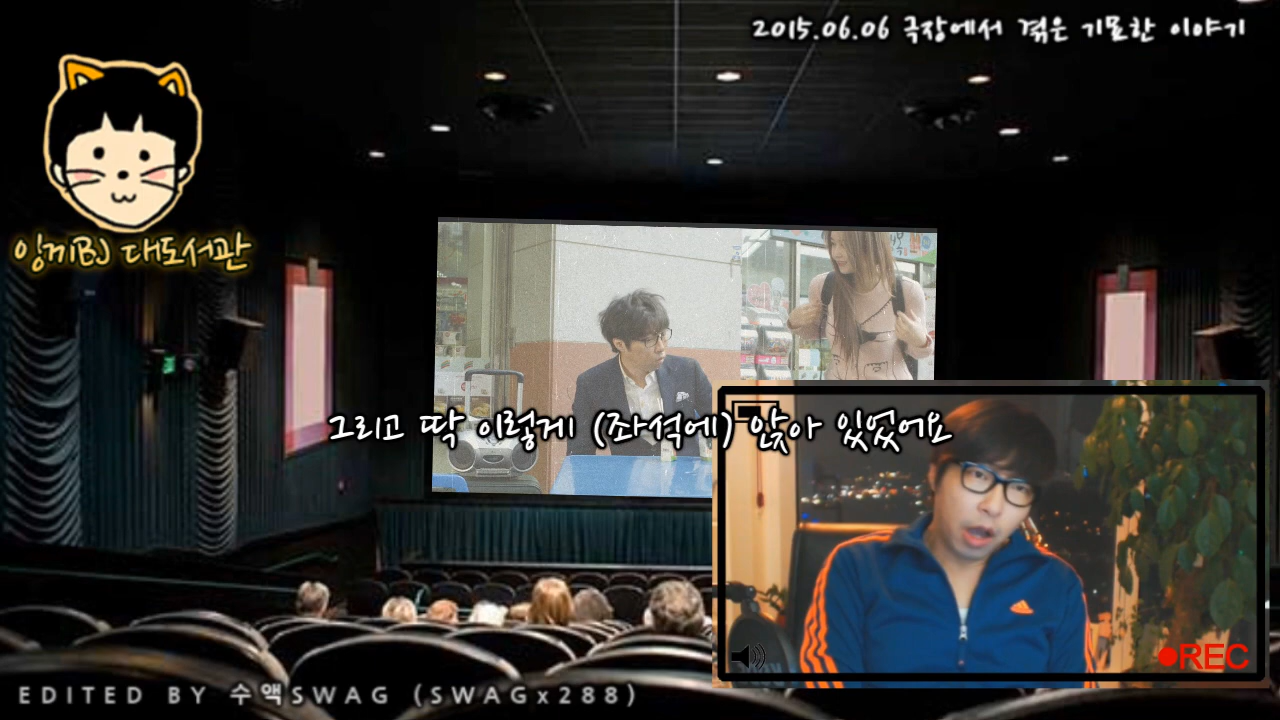 2015.06.06 극장에서 겪은 기묘한 이야기
잉끼BJ 대도서관
그리고 딱 이렇게 (좌석에) 앉아 있었어요
REC
EDITED BY 수액SWAG (SWAGx288)